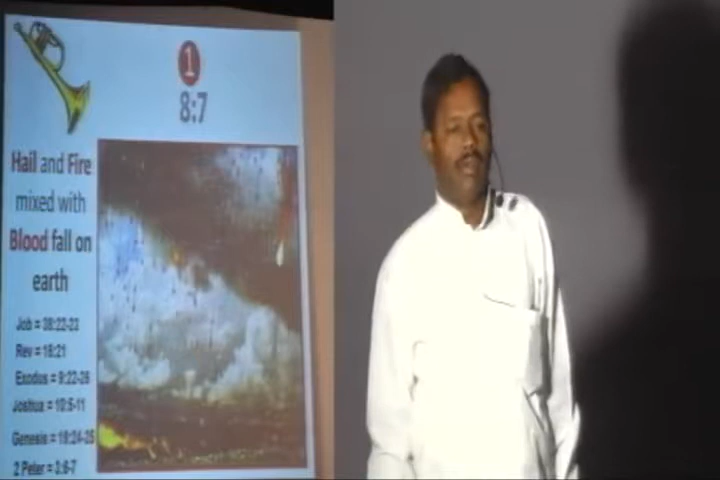 1
8:7
Hail and Fire
mixed with
Blood fall on
earth
Job = 38:22-23
Rev = 16:21
Exodus = 9:22-26
Joshua = 10:5-11
Genesis = 19:24-25
2 Peter = 3:6-7